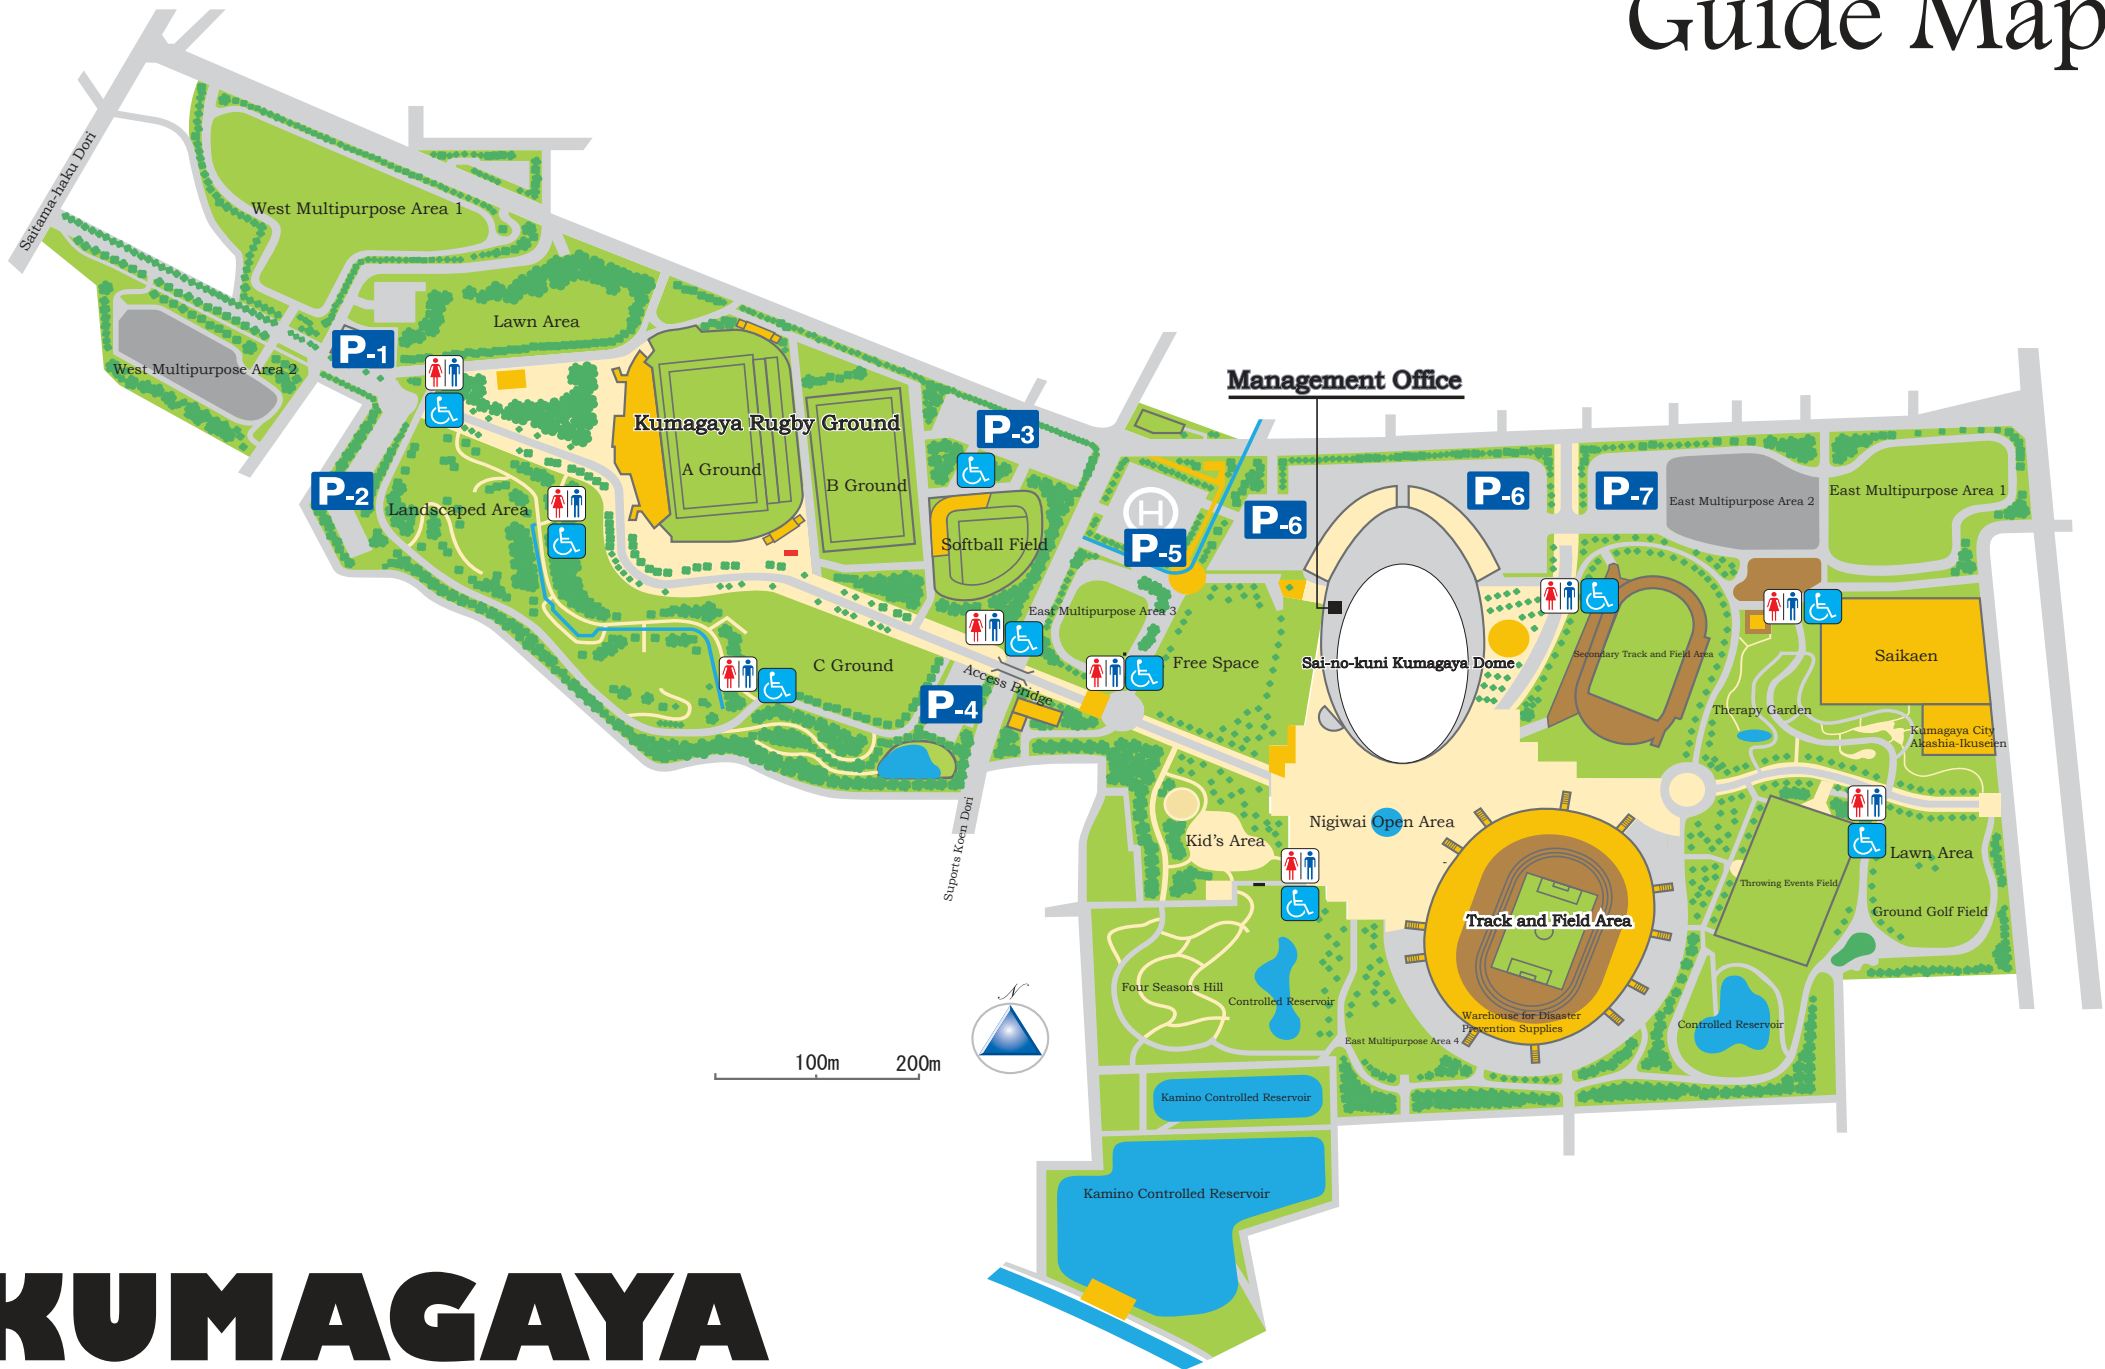 Guide Map
Saitama-haku Dori
West Multipurpose Area 1
Lawn Area
P-1
West Multipurpose Area 2
Management Office
Kumagaya Rugby Ground
P-3
A Ground
B Ground
P-2
Landscaped Area
H
P-5
P-6
P-6
P-7
East Multipurpose Area 2
East Multipurpose Area 1
Softball Field
East Multipurpose Area 3
C Ground
Access Bridge
P-4
Free Space
Sai-no-kuni Kumagaya Dome
Secondary Track and Field Area
Saikaen
Therapy Garden
Kumagaya City
Akashia-Ikuseien
Suports Koen Dori
Kid's Area
Nigiwai Open Area
Lawn Area
Throwing Events Field
Ground Golf Field
Track and Field Area
Four Seasons Hill
Controlled Reservoir
Warehouse for Disaster
Prevention Supplies
Controlled Reservoir
East Multipurpose Area 4
N
100m
200m
Kamino Controlled Reservoir
Kamino Controlled Reservoir
KUMAGAYA